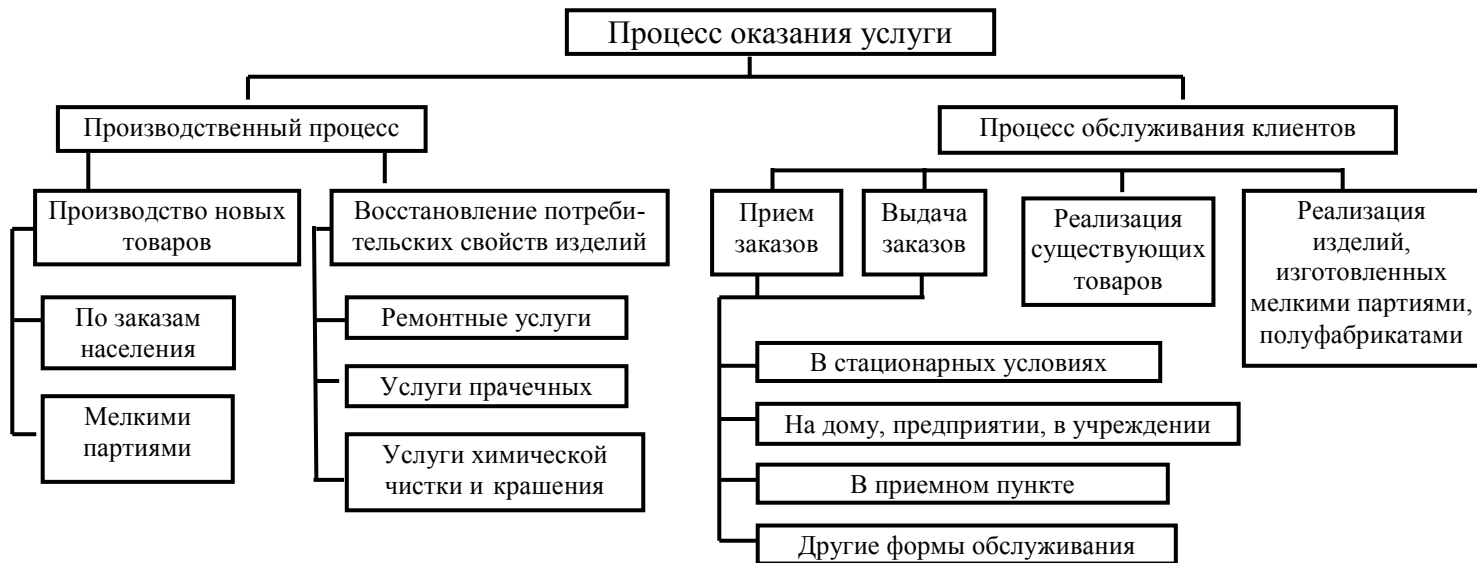 Процесс оказания услуги
Производственный процесс
Процесс обслуживания клиентов
Производство новых
товаров
Восстановление потреби-
тельских свойств изделий
Прием
заказов
Выдача
заказов
Реализация
существующих
товаров
Реализация
изделий,
изготовленных
мелкими партиями,
полуфабрикатами
По заказам
населения
Мелкими
партиями
Ремонтные услуги
Услуги прачечных
Услуги химической
чистки и крашения
В стационарных условиях
На дому, предприятии, в учреждении
В приемном пункте
Другие формы обслуживания